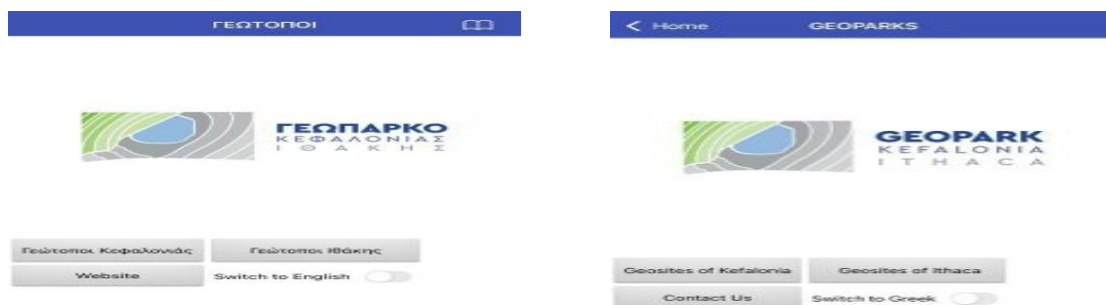 ΓΕΩΤΟΠΟΙ
ΓΕΩΠΑΡΚΟ
ΚΕΦΑΛΟΝΙΑΣ
ΙΘΑΚΗΣ
Γεώτοποι Κεφαλονιάς
Γεώτοποι Ιθάκης
Website
Switch to English
Home
GEOPARKS
GEOPARK
KEFALONIA
ITHACA
Geosites of Kefalonia
Geosites of Ithaca
Contact Us
Switch to Greek